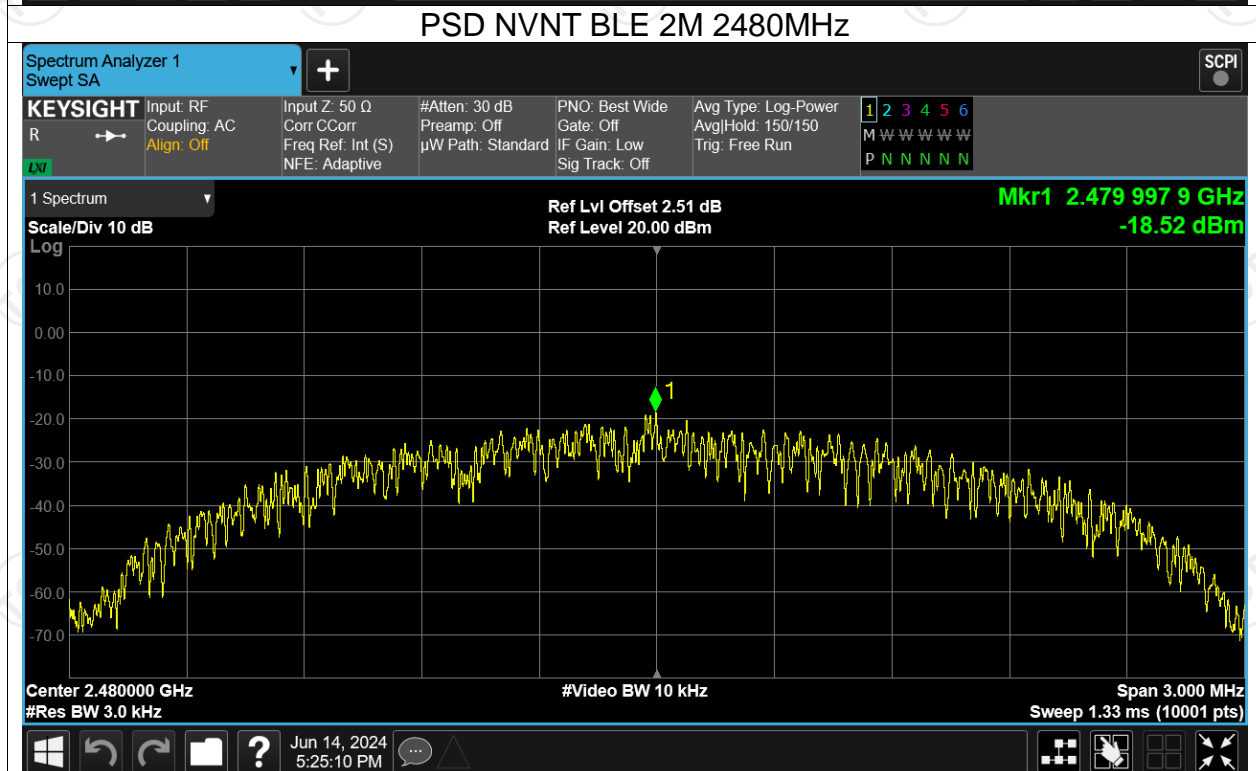 PSD NVNT BLE 2M 2480MHz
Spectrum Analyzer 1
Swept SA
SCPI
KEYSIGHT
R
LXI
Input: RF
Coupling: AC
Align: Off
Input Z: 50 Ω
Corr CCorr
Freq Ref: Int (S)
NFE: Adaptive
#Atten: 30 dB
Preamp: Off
µW Path: Standard
PNO: Best Wide
Gate: Off
IF Gain: Low
Sig Track: Off
Avg Type: Log-Power
Avg|Hold: 150/150
Trig: Free Run
1 2 3 4 5 6
M W W W W W
P N N N N N
1 Spectrum
Scale/Div 10 dB
Ref Lvl Offset 2.51 dB
Ref Level 20.00 dBm
Mkr1 2.479 997 9 GHz
-18.52 dBm
Log
10.0
0.00
-10.0
-20.0
-30.0
-40.0
-50.0
-60.0
-70.0
1
Center 2.480000 GHz
#Res BW 3.0 kHz
#Video BW 10 kHz
Span 3.000 MHz
Sweep 1.33 ms (10001 pts)
?
Jun 14, 2024
5:25:10 PM